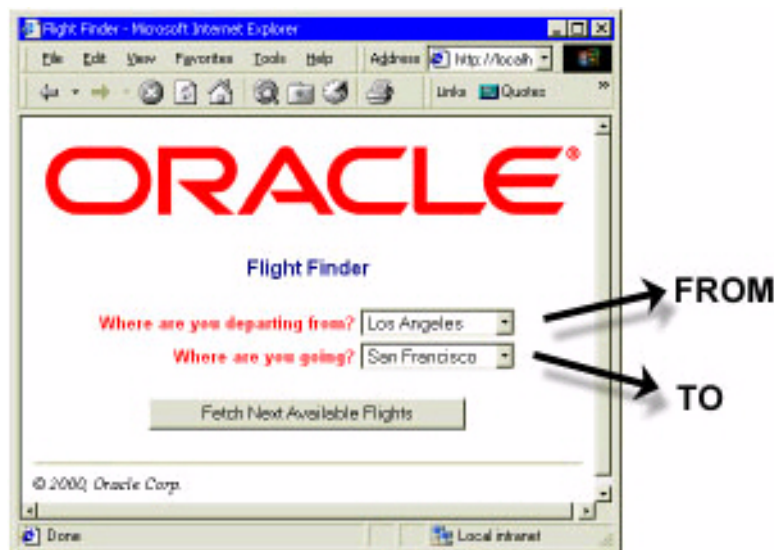 Flight Finder - Microsoft Internet Explorer
File Edit View Favorites Tools Help Address http://localh
Links Quotes »
ORACLE®
Flight Finder
Where are you departing from? Los Angeles
FROM
Where are you going? San Francisco
TO
Fetch Next Available Flights
© 2000, Oracle Corp.
Done Local intranet